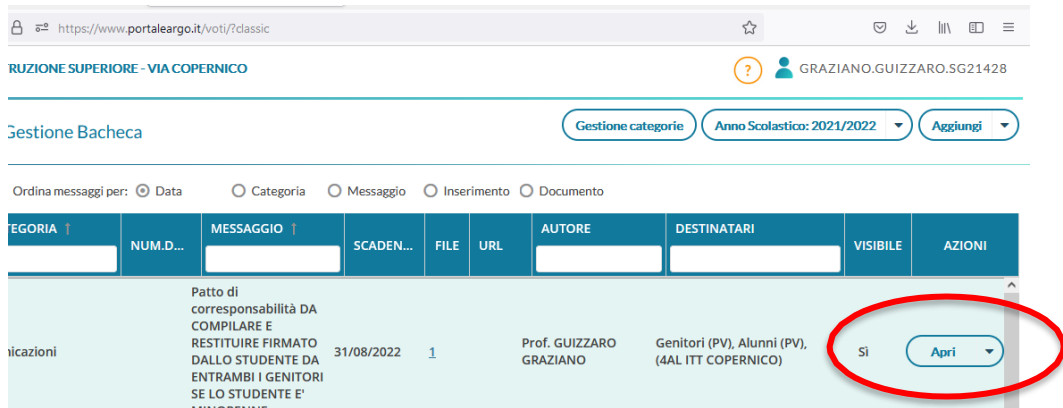 https://www.portaleargo.it/voti/?classic
RUZIONE SUPERIORE - VIA COPERNICO
? GRAZIANO.GUIZZARO.SG21428
Gestione Bacheca
Gestione categorie
Anno Scolastico: 2021/2022
Aggiungi
Ordina messaggi per: Data Categoria Messaggio Inserimento Documento
TEGORIA ↑
NUM.D...
MESSAGGIO ↑
SCADEN...
FILE
URL
AUTORE
DESTINATARI
VISIBILE
AZIONI
nicazioni
Patto di
corresponsabilità DA
COMPILARE E
RESTITUIRE FIRMATO
DALLO STUDENTE DA
ENTRAMBI I GENITORI
SE LO STUDENTE E'
MINORENNE
31/08/2022
1
Prof. GUIZZARO
GRAZIANO
Genitori (PV), Alunni (PV),
(4AL ITT COPERNICO)
Sì
Apri